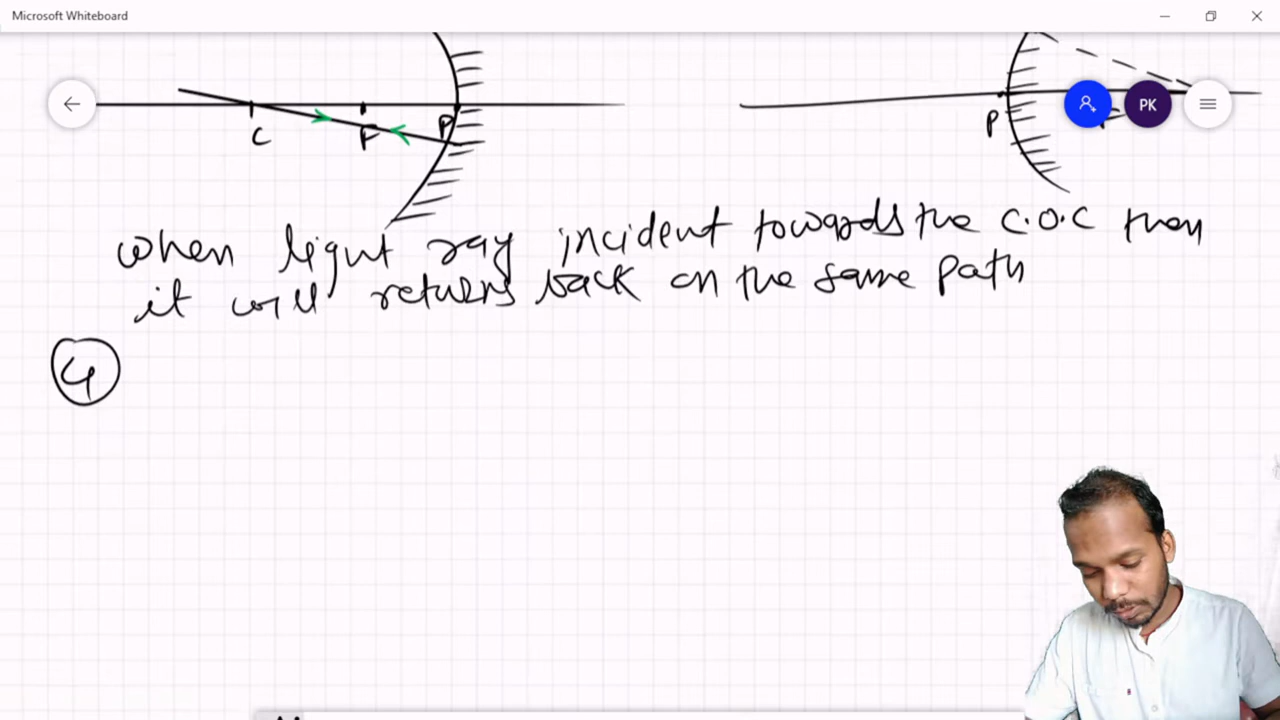 Microsoft Whiteboard
PK
C F P
P F
when light ray incident towards the C.O.C then
it will returns back on the same path
4